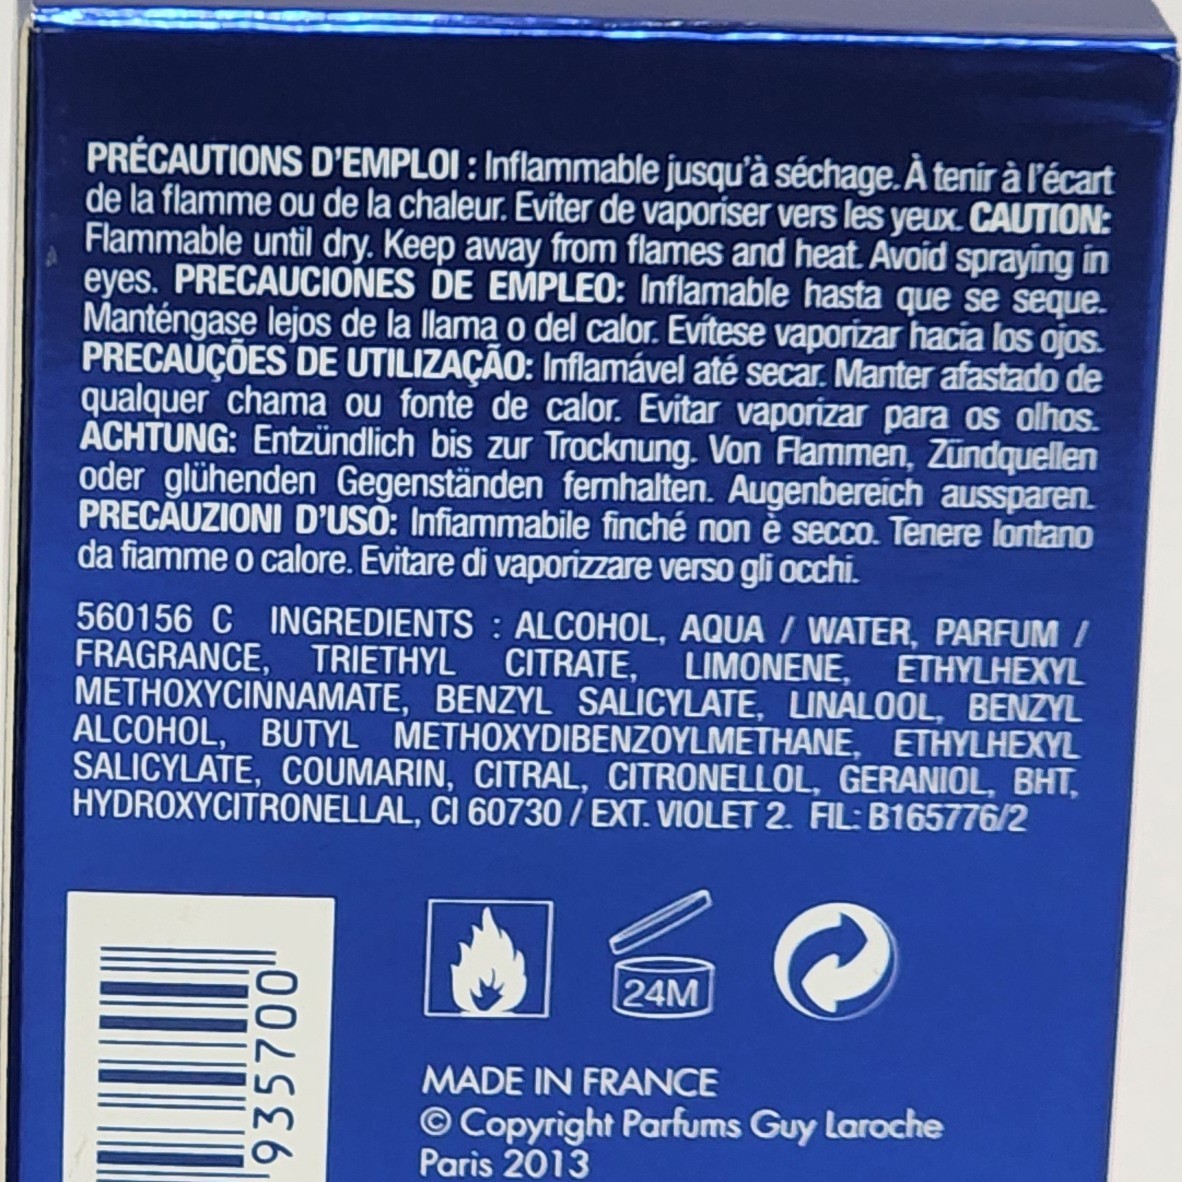 PRÉCAUTIONS D'EMPLOI : Inflammable jusqu'à séchage. À tenir à l'écart
de la flamme ou de la chaleur. Eviter de vaporiser vers les yeux. CAUTION:
Flammable until dry. Keep away from flames and heat. Avoid spraying in
eyes. PRECAUCIONES DE EMPLEO: Inflamable hasta que se seque.
Manténgase lejos de la llama o del calor. Evítese vaporizar hacia los ojos.
PRECAUÇÕES DE UTILIZAÇÃO: Inflamável até secar. Manter afastado de
qualquer chama ou fonte de calor. Evitar vaporizar para os olhos.
ACHTUNG: Entzündlich bis zur Trocknung. Von Flammen, Zündquellen
oder glühenden Gegenständen fernhalten. Augenbereich aussparen.
PRECAUZIONI D'USO: Infiammabile finché non è secco. Tenere lontano
da fiamme o calore. Evitare di vaporizzare verso gli occhi.
560156 C INGREDIENTS : ALCOHOL, AQUA / WATER, PARFUM /
FRAGRANCE, TRIETHYL CITRATE, LIMONENE, ETHYLHEXYL
METHOXYCINNAMATE, BENZYL SALICYLATE, LINALOOL, BENZYL
ALCOHOL, BUTYL METHOXYDIBENZOYLMETHANE, ETHYLHEXYL
SALICYLATE, COUMARIN, CITRAL, CITRONELLOL, GERANIOL, BHT,
HYDROXYCITRONELLAL, CI 60730 / EXT. VIOLET 2. FIL: B165776/2
24M
935700
MADE IN FRANCE
© Copyright Parfums Guy Laroche
Paris 2013